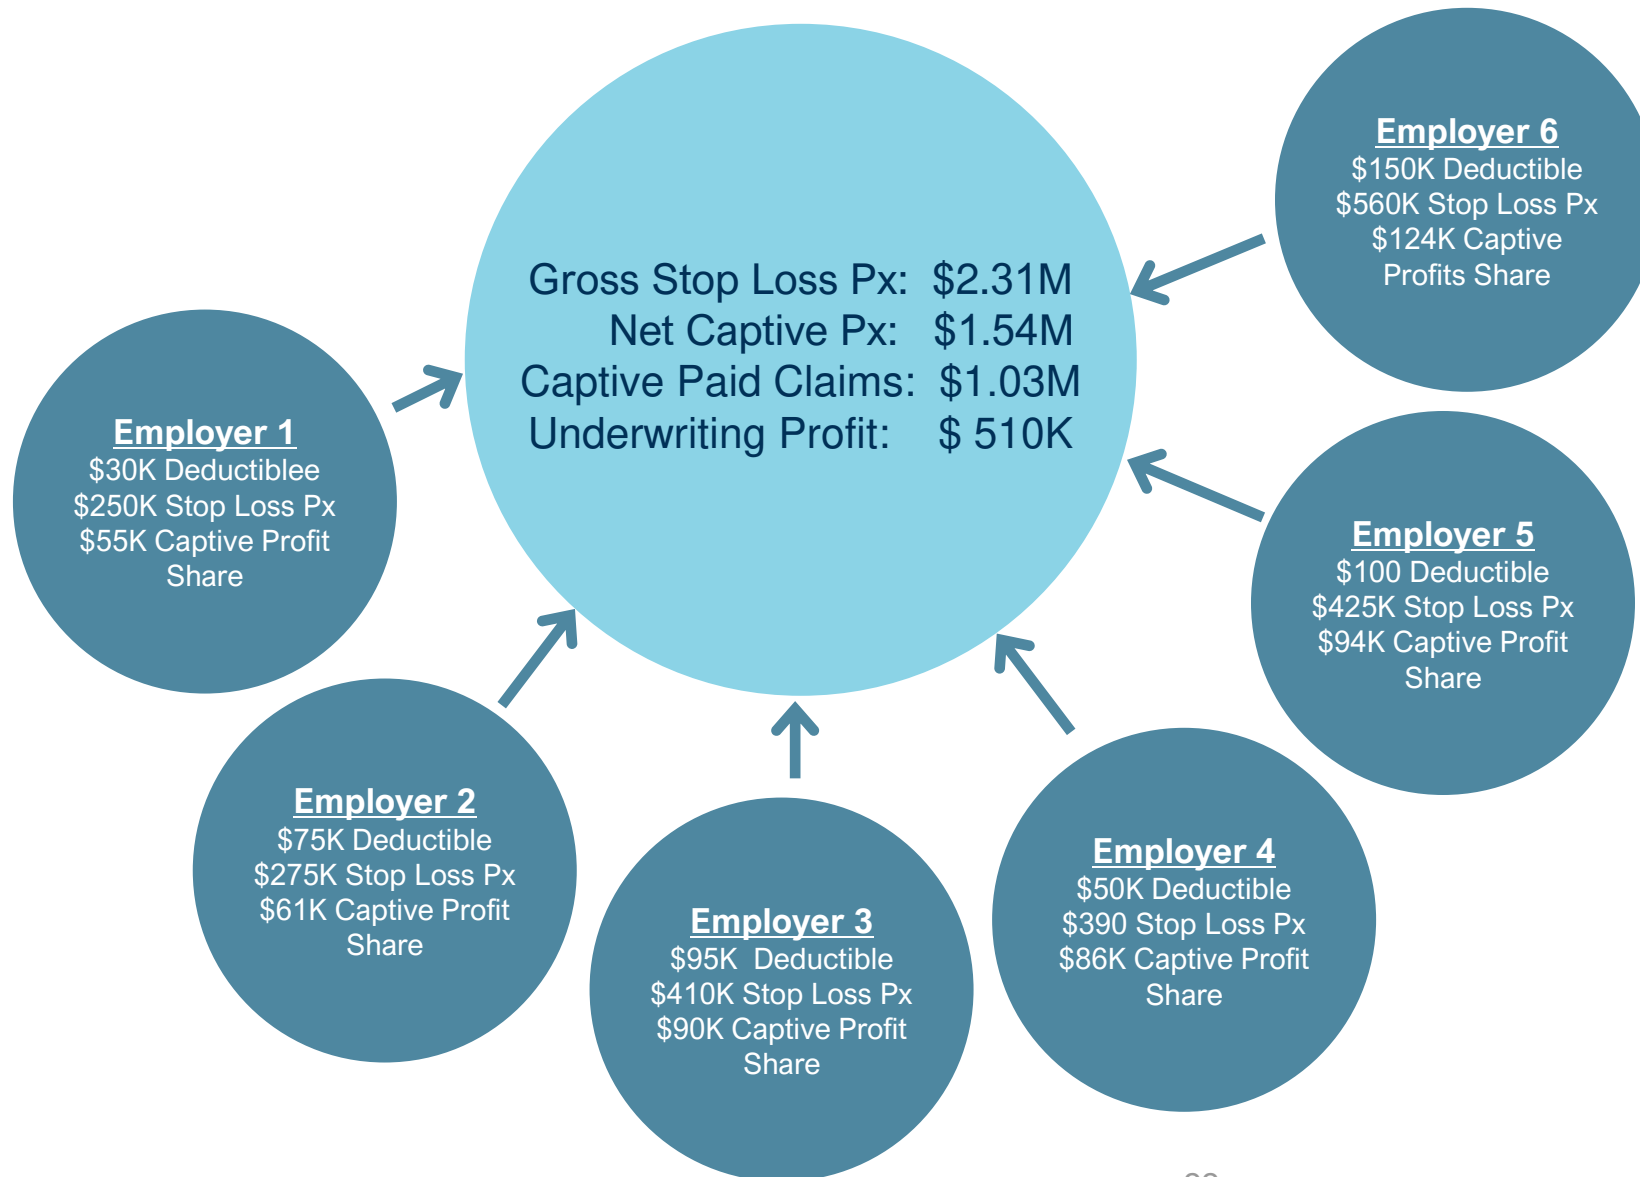 Gross Stop Loss Px: $2.31M
Net Captive Px: $1.54M
Captive Paid Claims: $1.03M
Underwriting Profit: $ 510K
Employer 1
$30K Deductiblee
$250K Stop Loss Px
$55K Captive Profit
Share
Employer 2
$75K Deductible
$275K Stop Loss Px
$61K Captive Profit
Share
Employer 3
$95K Deductible
$410K Stop Loss Px
$90K Captive Profit
Share
Employer 4
$50K Deductible
$390 Stop Loss Px
$86K Captive Profit
Share
Employer 5
$100 Deductible
$425K Stop Loss Px
$94K Captive Profit
Share
Employer 6
$150K Deductible
$560K Stop Loss Px
$124K Captive
Profits Share